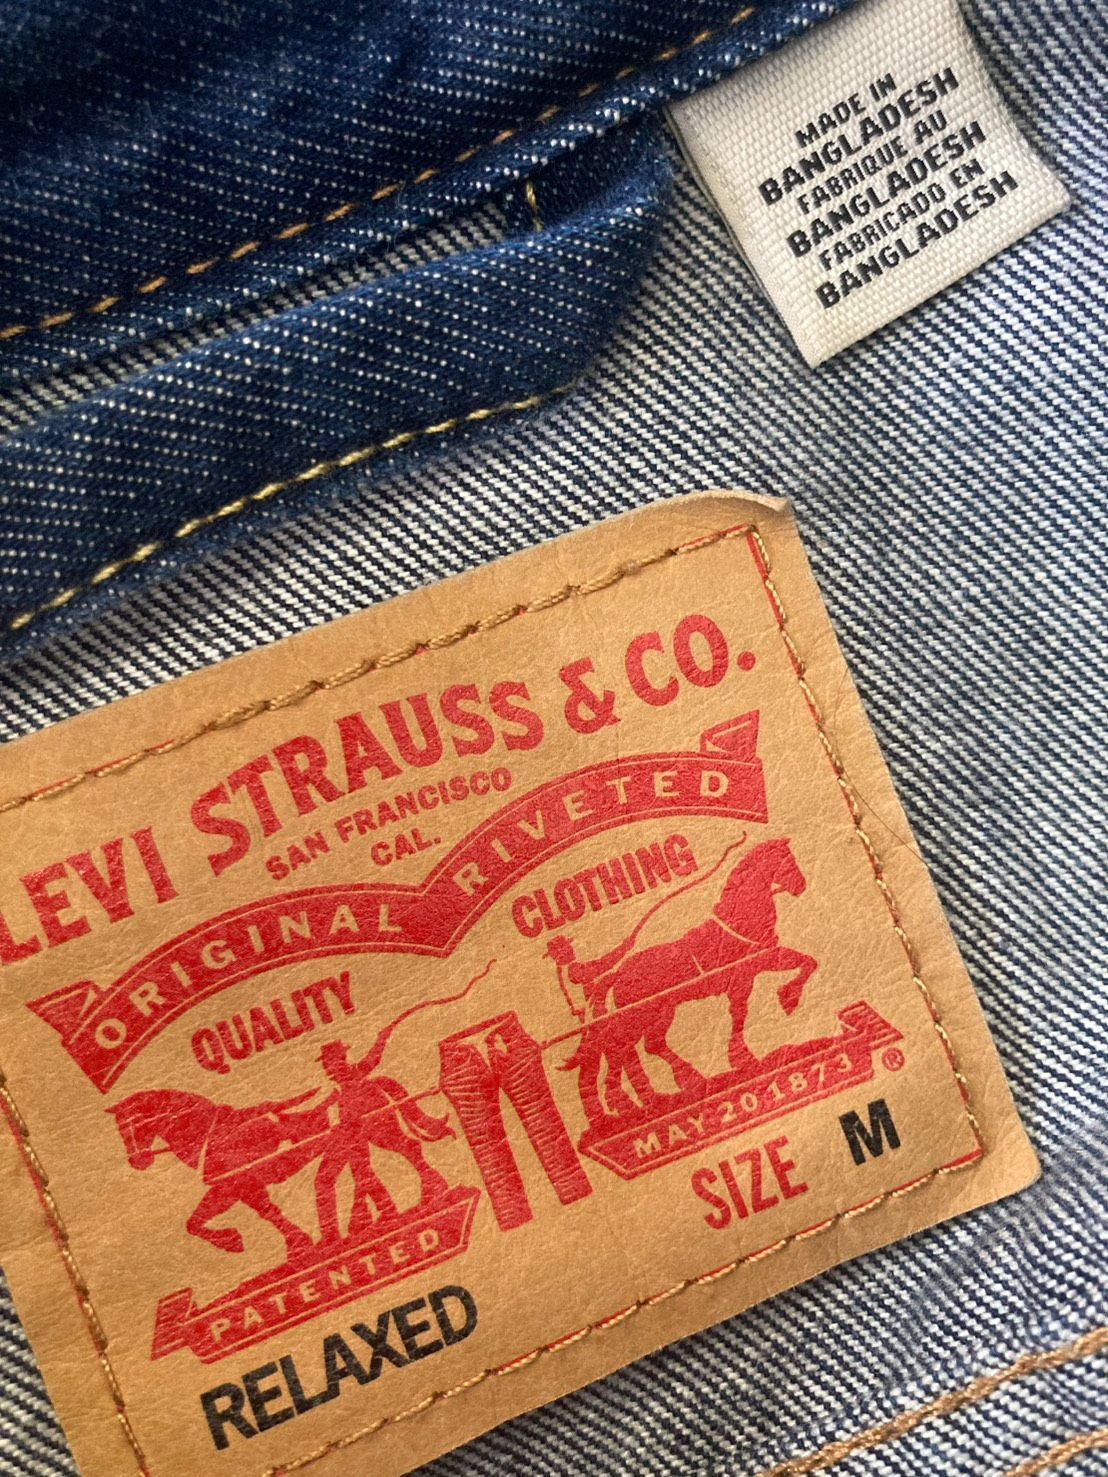 MADE IN
BANGLADESH
FABRIQUE AU
BANGLADESH
FABRICADO EN
BANGLADESH
LEVI STRAUSS & CO.
SAN FRANCISCO
CAL.
ORIGINAL RIVETED
QUALITY CLOTHING
PATENTED MAY 20 1873 ®
SIZE M
RELAXED